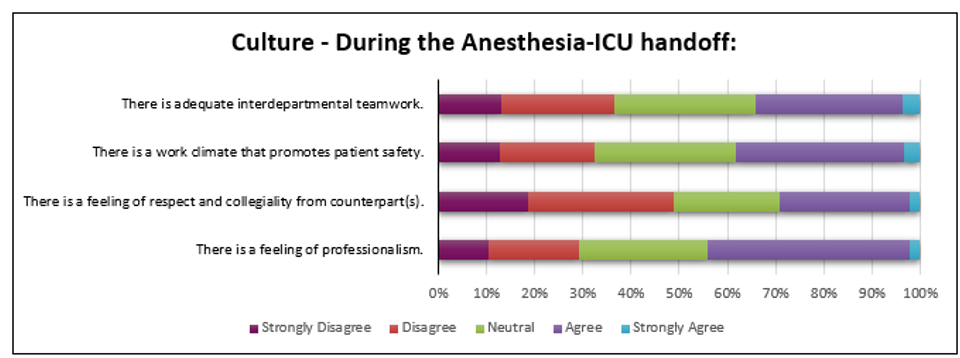 Culture - During the Anesthesia-ICU handoff:
There is adequate interdepartmental teamwork.
There is a work climate that promotes patient safety.
There is a feeling of respect and collegiality from counterpart(s).
There is a feeling of professionalism.
0% 10% 20% 30% 40% 50% 60% 70% 80% 90% 100%
Strongly Disagree Disagree Neutral Agree Strongly Agree